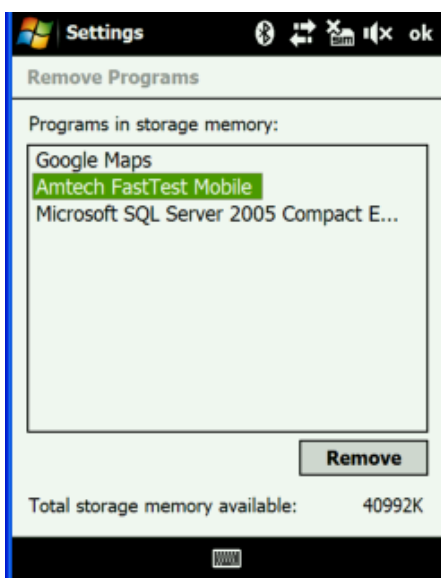 Settings
ok
Remove Programs
Programs in storage memory:
Google Maps
Amtech FastTest Mobile
Microsoft SQL Server 2005 Compact E...
Remove
Total storage memory available: 40992K